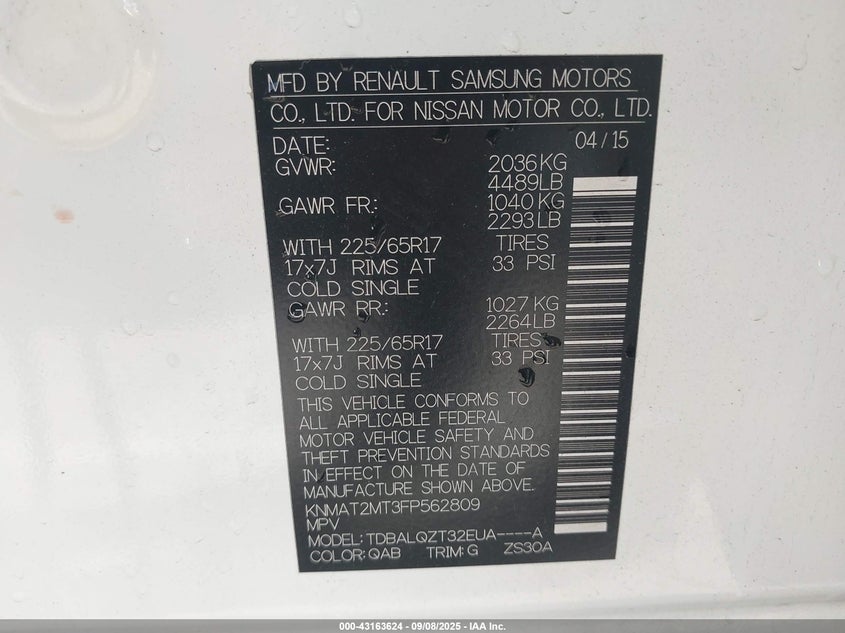 MFD BY RENAULT SAMSUNG MOTORS
CO., LTD. FOR NISSAN MOTOR CO., LTD.
DATE: 04/15
GVWR: 2036KG
4489LB
GAWR FR: 1040KG
2293LB
WITH 225/65R17 TIRES
17x7J RIMS AT 33 PSI
COLD SINGLE
GAWR RR: 1027KG
2264LB
WITH 225/65R17 TIRES
17x7J RIMS AT 33 PSI
COLD SINGLE
THIS VEHICLE CONFORMS TO
ALL APPLICABLE FEDERAL
MOTOR VEHICLE SAFETY AND
THEFT PREVENTION STANDARDS
IN EFFECT ON THE DATE OF
MANUFACTURE SHOWN ABOVE.
KNMAT2MT3FP562809
MPV
MODEL: TDBALQZT32EUA----A
COLOR: QAB TRIM: G ZS30A
000-43163624 - 09/08/2025 - IAA Inc.